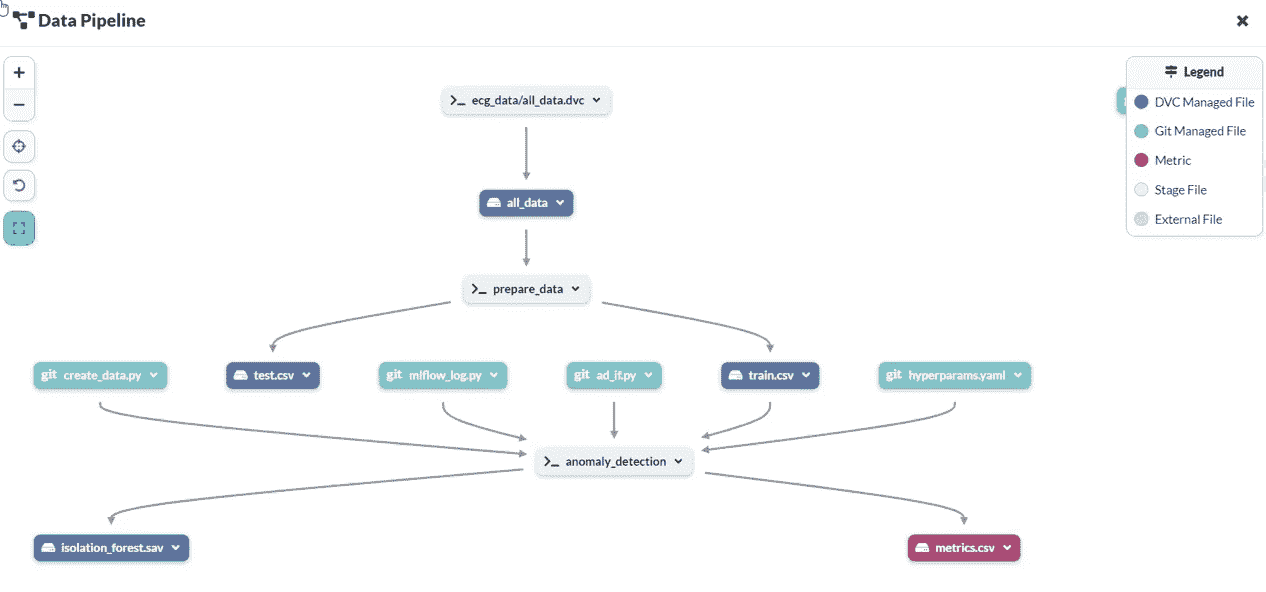 Data Pipeline
Legend
DVC Managed File
Git Managed File
Metric
Stage File
External File
ecg_data/all_data.dvc
all_data
prepare_data
git create_data.py
test.csv
git mlflow_log.py
git ad_if.py
train.csv
git hyperparams.yaml
anomaly_detection
isolation_forest.sav
metrics.csv